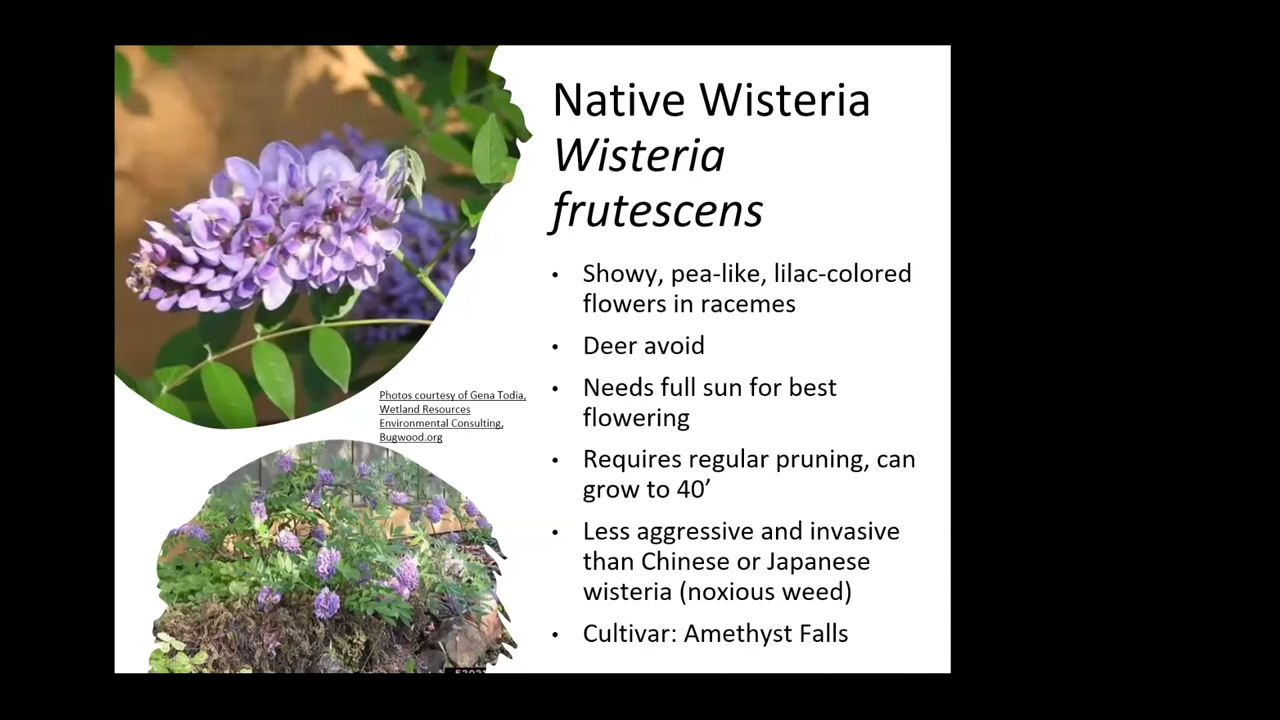 Native Wisteria
Wisteria
frutescens
• Showy, pea-like, lilac-colored
flowers in racemes
• Deer avoid
• Needs full sun for best
flowering
• Requires regular pruning, can
grow to 40’
• Less aggressive and invasive
than Chinese or Japanese
wisteria (noxious weed)
• Cultivar: Amethyst Falls
Photos courtesy of Gena Todia,
Wetland Resources
Environmental Consulting,
Bugwood.org